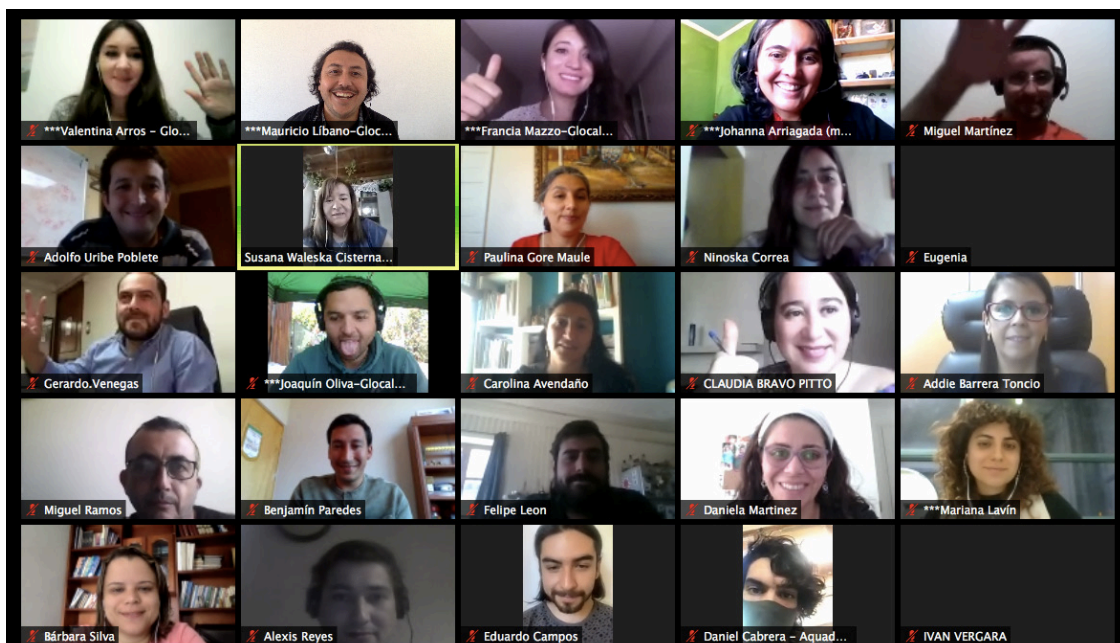 ***Valentina Arros - Glo...
***Mauricio Líbano-Gloc...
***Francia Mazzo-Glocal...
***Johanna Arriagada (m...
Miguel Martínez
Adolfo Uribe Poblete
Susana Waleska Cisterna...
Paulina Gore Maule
Ninoska Correa
Eugenia
Gerardo.Venegas
***Joaquín Oliva-Glocal...
Carolina Avendaño
CLAUDIA BRAVO PITTO
Addie Barrera Toncio
Miguel Ramos
Benjamín Paredes
Felipe Leon
Daniela Martinez
***Mariana Lavín
Bárbara Silva
Alexis Reyes
Eduardo Campos
Daniel Cabrera - Aquad...
IVAN VERGARA